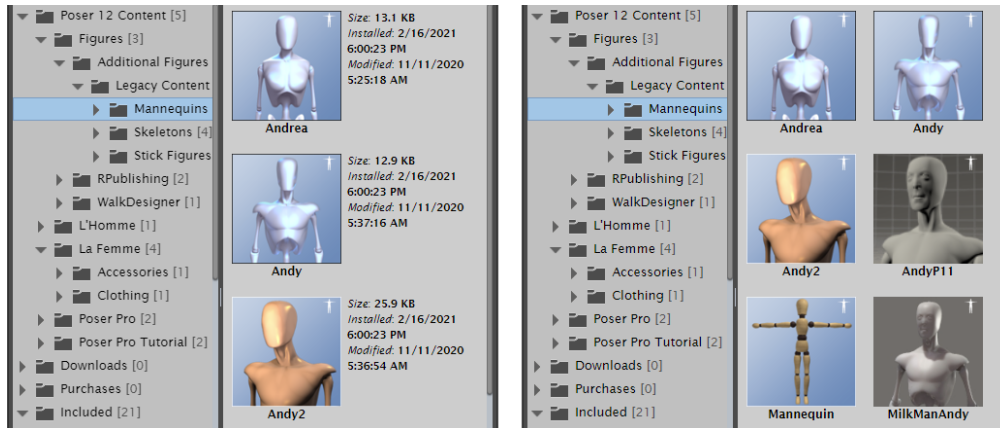 Poser 12 Content [5]
Figures [3]
Additional Figures
Legacy Content
Mannequins
Skeletons [4]
Stick Figures
RPublishing [2]
WalkDesigner [1]
L'Homme [1]
La Femme [4]
Accessories [1]
Clothing [1]
Poser Pro [2]
Poser Pro Tutorial [2]
Downloads [0]
Purchases [0]
Included [21]
Size: 13.1 KB
Installed: 2/16/2021
6:00:23 PM
Modified: 11/11/2020
5:25:18 AM
Andrea
Size: 12.9 KB
Installed: 2/16/2021
6:00:23 PM
Modified: 11/11/2020
5:37:16 AM
Andy
Size: 25.9 KB
Installed: 2/16/2021
6:00:23 PM
Modified: 11/11/2020
5:36:54 AM
Andy2
Poser 12 Content [5]
Figures [3]
Additional Figures
Legacy Content
Mannequins
Skeletons [4]
Stick Figures
RPublishing [2]
WalkDesigner [1]
L'Homme [1]
La Femme [4]
Accessories [1]
Clothing [1]
Poser Pro [2]
Poser Pro Tutorial [2]
Downloads [0]
Purchases [0]
Included [21]
Andrea
Andy
Andy2
AndyP11
Mannequin
MilkManAndy